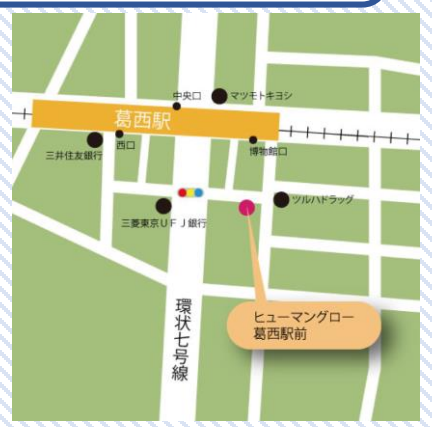 中央口
マツモトキヨシ
葛西駅
西口
三井住友銀行
博物館口
ツルハドラッグ
三菱東京UFJ銀行
環状七号線
ヒューマングロー
葛西駅前